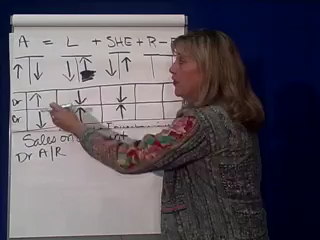 A = L + SHE + R -
Dr
Cr
Sales on
Dr A/R